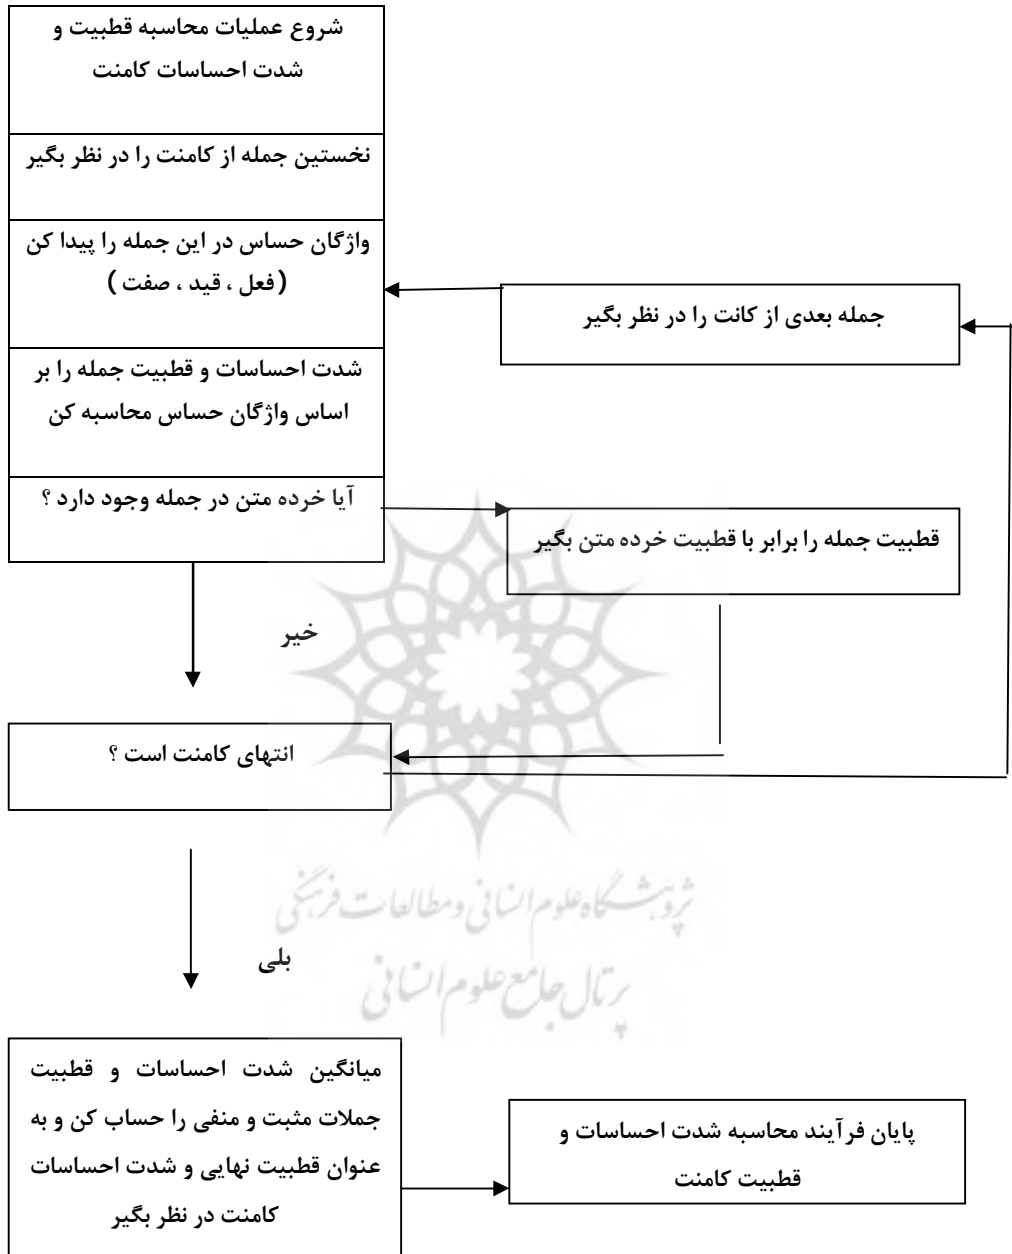 شروع عملیات محاسبه قطبیت و
شدت احساسات کامنت
نخستین جمله از کامنت را در نظر بگیر
واژگان حساس در این جمله را پیدا کن
(فعل ، قید ، صفت )
جمله بعدی از کانت را در نظر بگیر
شدت احساسات و قطبیت جمله را بر
اساس واژگان حساس محاسبه کن
آیا خرده متن در جمله وجود دارد ؟
قطبیت جمله را برابر با قطبیت خرده متن بگیر
خیر
انتهای کامنت است ؟
پژوهشگاه علوم انسانی و مطالعات فرهنگی
بلی
پرتال جامع علوم انسانی
میانگین شدت احساسات و قطبیت
جملات مثبت و منفی را حساب کن و به
عنوان قطبیت نهایی و شدت احساسات
کامنت در نظر بگیر
پایان فرآیند محاسبه شدت احساسات و
قطبیت کامنت